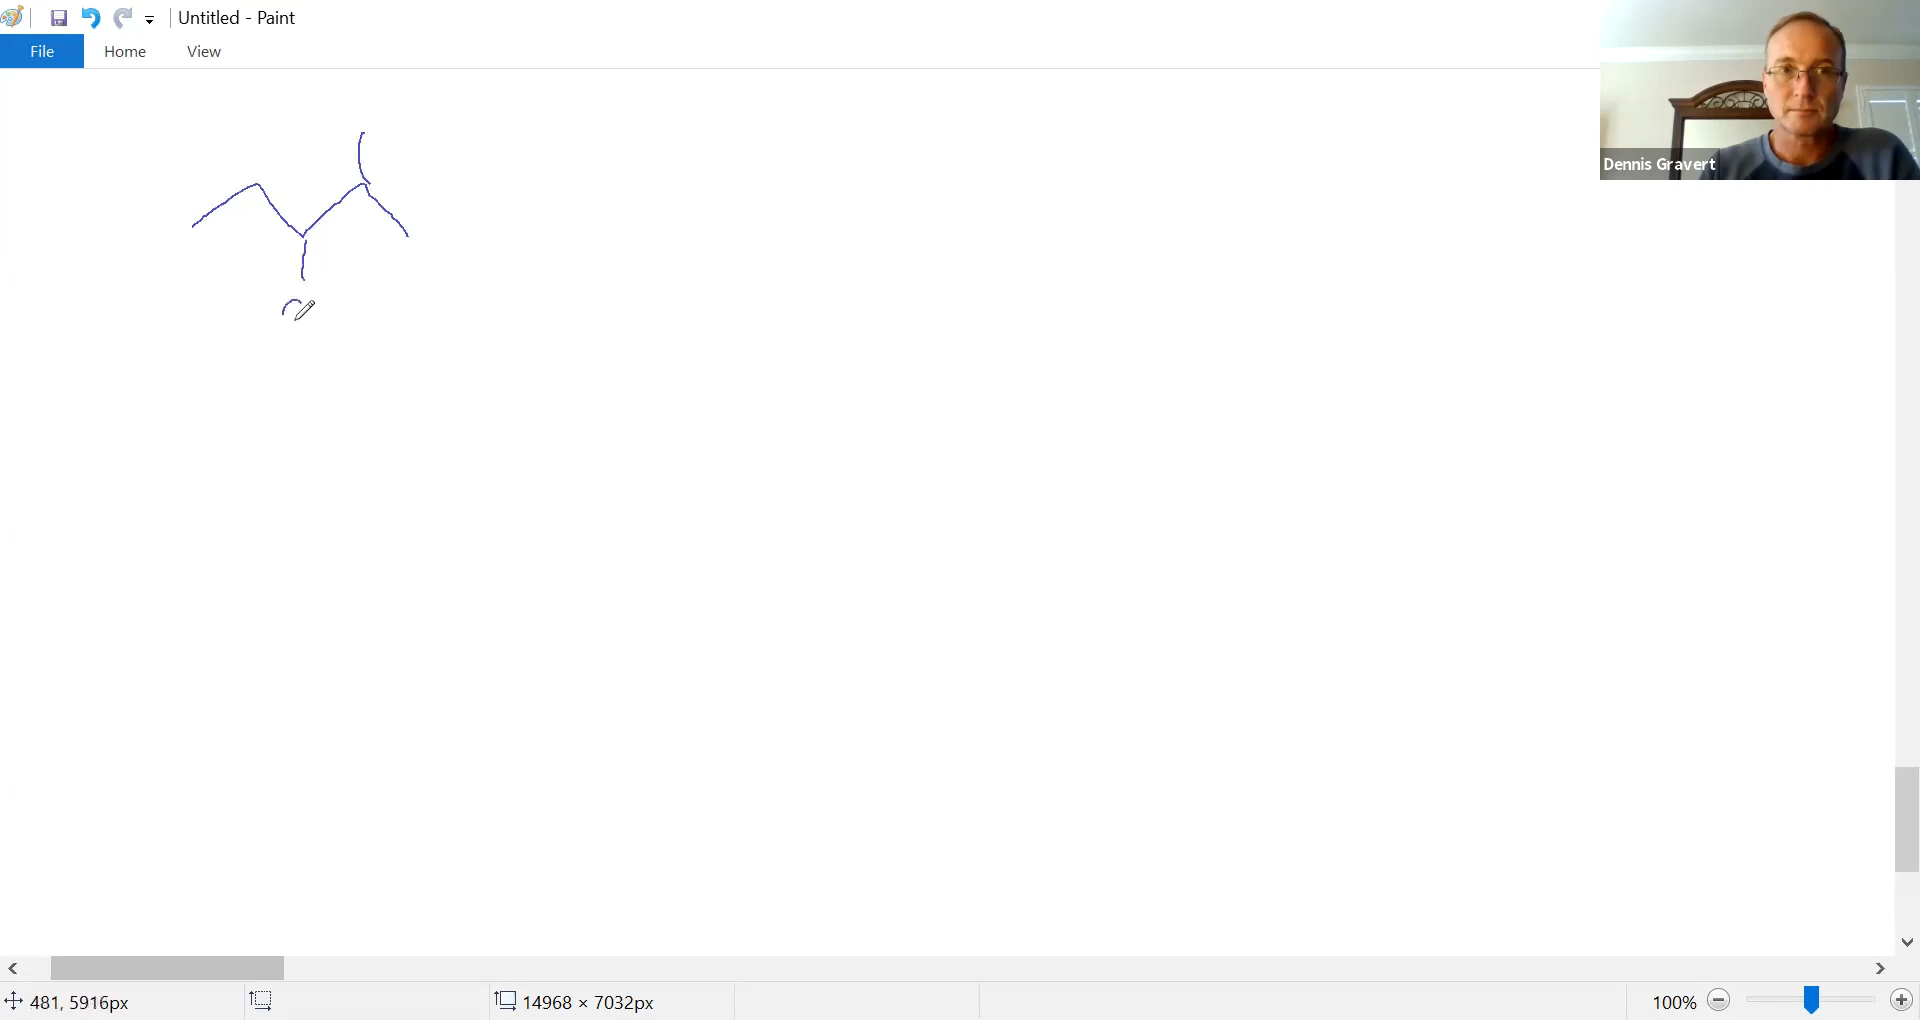 Untitled - Paint
File Home View
Dennis Gravert
481, 5916px
14968 × 7032px
100%